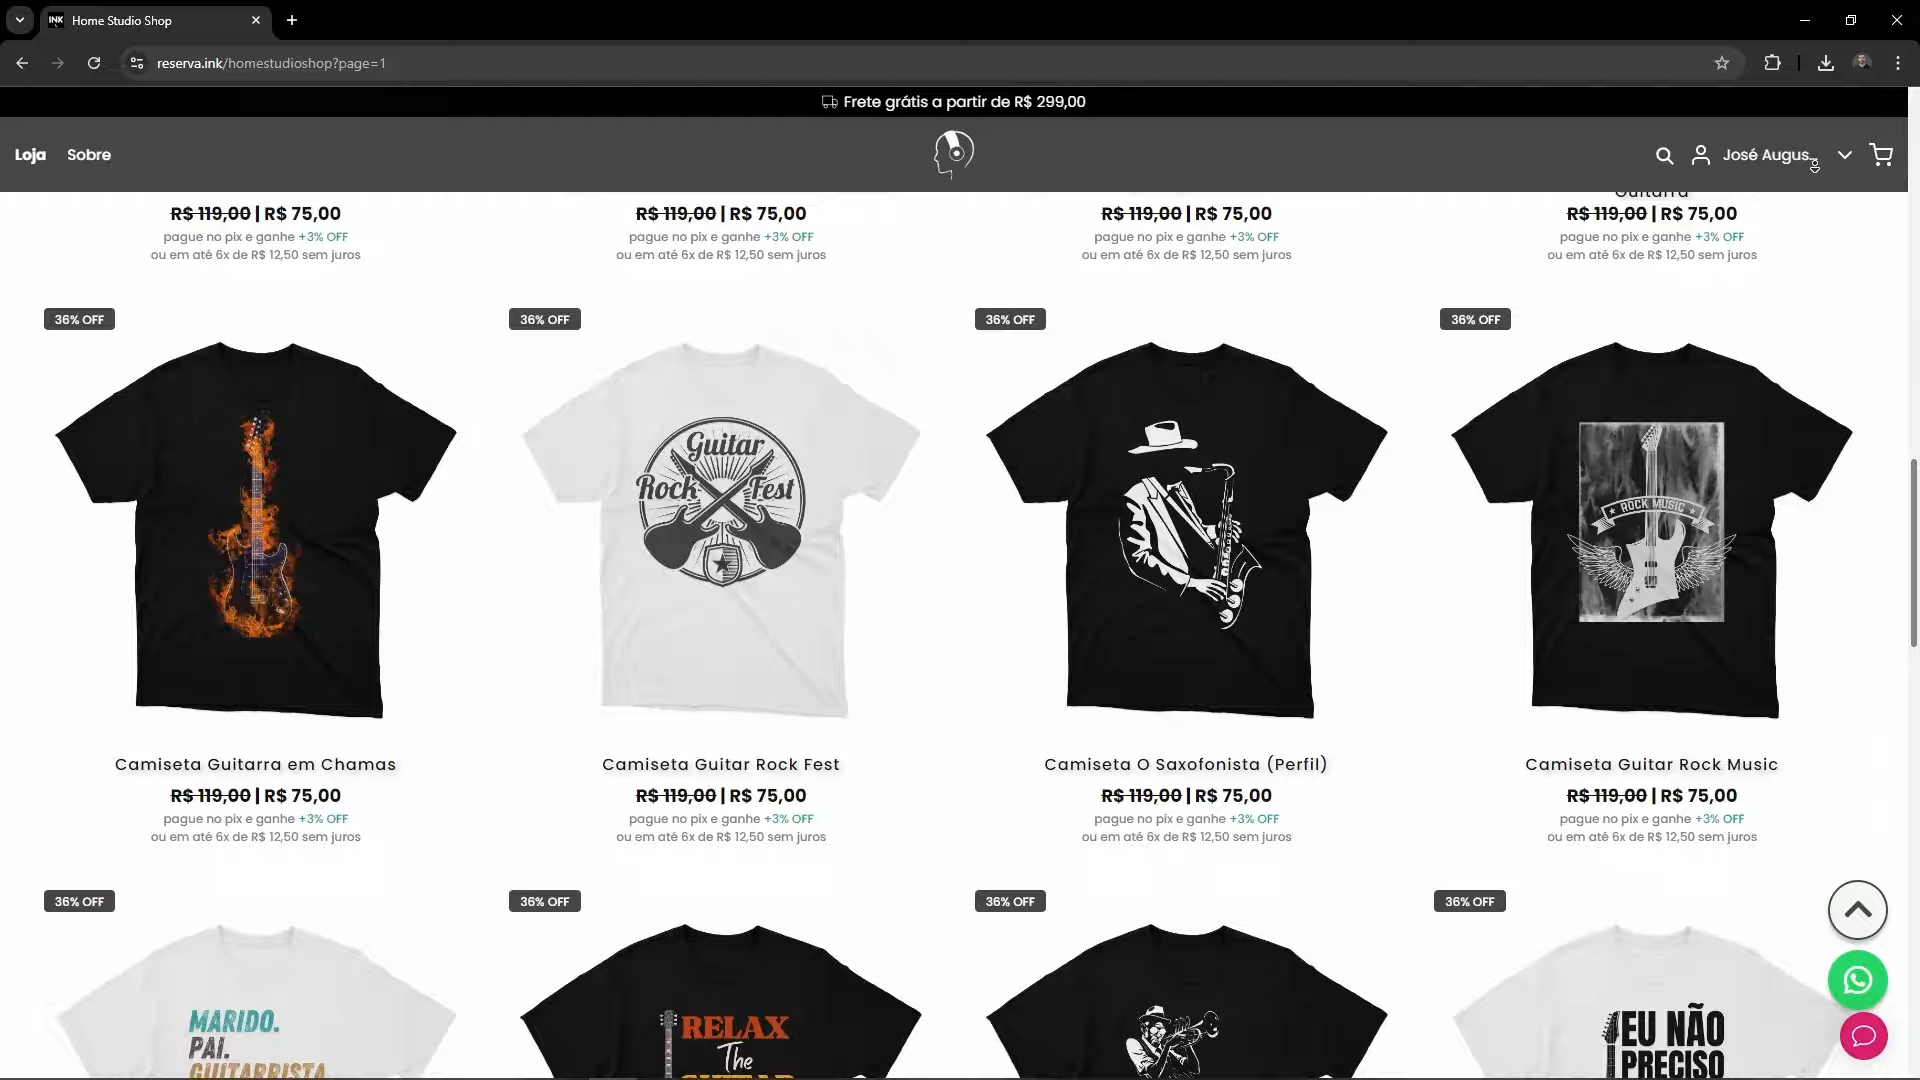 INK Home Studio Shop
reserva.ink/homestudioshop?page=1
Frete grátis a partir de R$ 299,00
Loja Sobre José Augus...
Guitarra
R$ 119,00 | R$ 75,00 R$ 119,00 | R$ 75,00 R$ 119,00 | R$ 75,00 R$ 119,00 | R$ 75,00
pague no pix e ganhe +3% OFF pague no pix e ganhe +3% OFF pague no pix e ganhe +3% OFF pague no pix e ganhe +3% OFF
ou em até 6x de R$ 12,50 sem juros ou em até 6x de R$ 12,50 sem juros ou em até 6x de R$ 12,50 sem juros ou em até 6x de R$ 12,50 sem juros
36% OFF 36% OFF 36% OFF 36% OFF
Guitar
Rock Fest
ROCK MUSIC
Camiseta Guitarra em Chamas Camiseta Guitar Rock Fest Camiseta O Saxofonista (Perfil) Camiseta Guitar Rock Music
R$ 119,00 | R$ 75,00 R$ 119,00 | R$ 75,00 R$ 119,00 | R$ 75,00 R$ 119,00 | R$ 75,00
pague no pix e ganhe +3% OFF pague no pix e ganhe +3% OFF pague no pix e ganhe +3% OFF pague no pix e ganhe +3% OFF
ou em até 6x de R$ 12,50 sem juros ou em até 6x de R$ 12,50 sem juros ou em até 6x de R$ 12,50 sem juros ou em até 6x de R$ 12,50 sem juros
36% OFF 36% OFF 36% OFF 36% OFF
MARIDO.
PAI.
GUITARRISTA
RELAX
The
GUITAR
EU NÃO
PRECISO